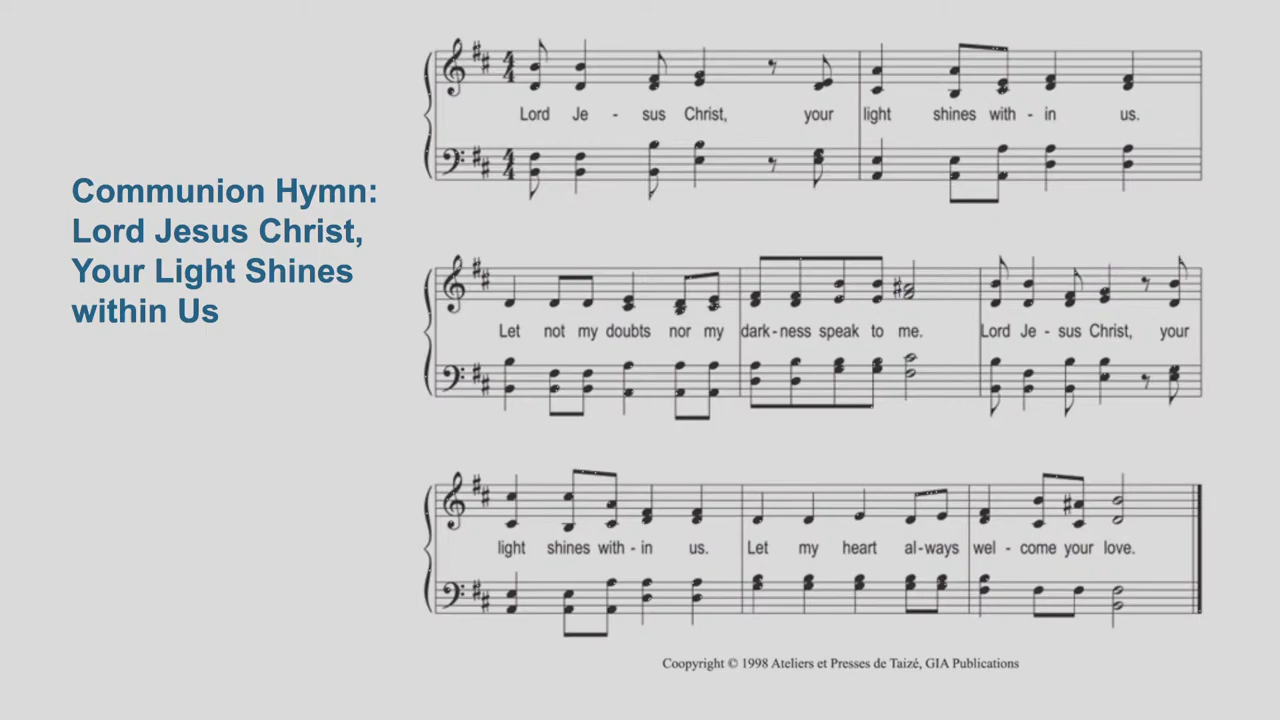 Communion Hymn:
Lord Jesus Christ,
Your Light Shines
within Us
Lord Je - sus Christ, your light shines with - in us.
Let not my doubts nor my dark - ness speak to me. Lord Je - sus Christ, your
light shines with - in us. Let my heart al - ways wel - come your love.
Coopyright © 1998 Ateliers et Presses de Taizé, GIA Publications